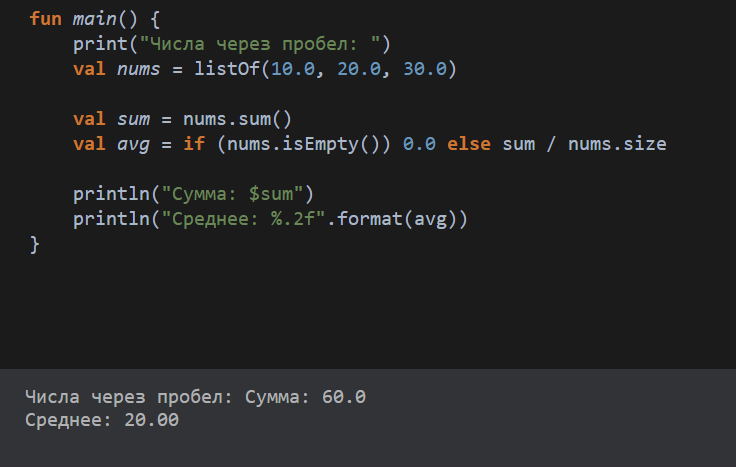 fun main() {
    print("Числа через пробел: ")
    val nums = listOf(10.0, 20.0, 30.0)
    val sum = nums.sum()
    val avg = if (nums.isEmpty()) 0.0 else sum / nums.size
    println("Сумма: $sum")
    println("Среднее: %.2f".format(avg))
}
Числа через пробел: Сумма: 60.0
Среднее: 20.00